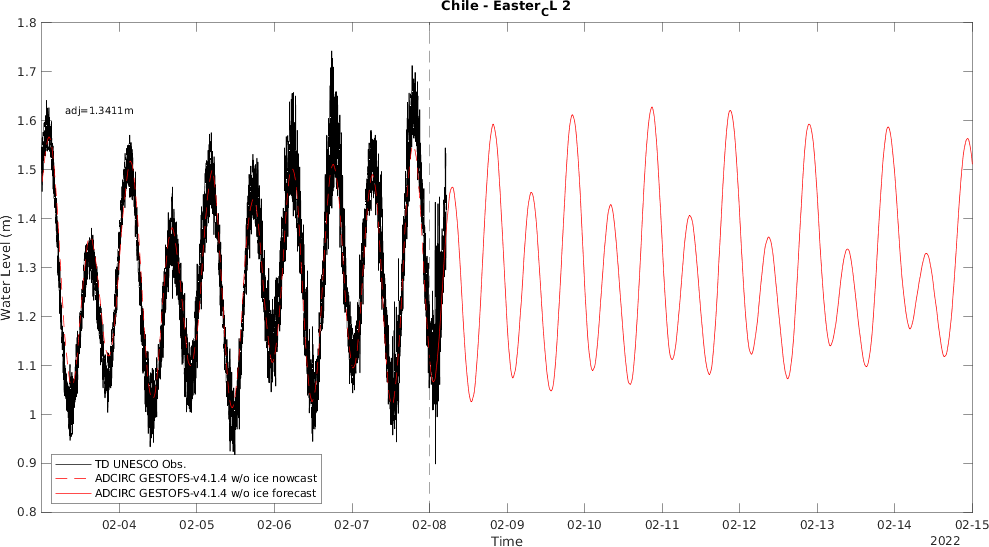 Chile - Easter_CL 2
1.8
1.7
1.6
1.5
1.4
1.3
1.2
1.1
1
0.9
0.8
Water Level (m)
adj=1.3411m
TD UNESCO Obs.
ADCIRC GESTOFS-v4.1.4 w/o ice nowcast
ADCIRC GESTOFS-v4.1.4 w/o ice forecast
02-04 02-05 02-06 02-07 02-08 02-09 02-10 02-11 02-12 02-13 02-14 02-15
Time
2022